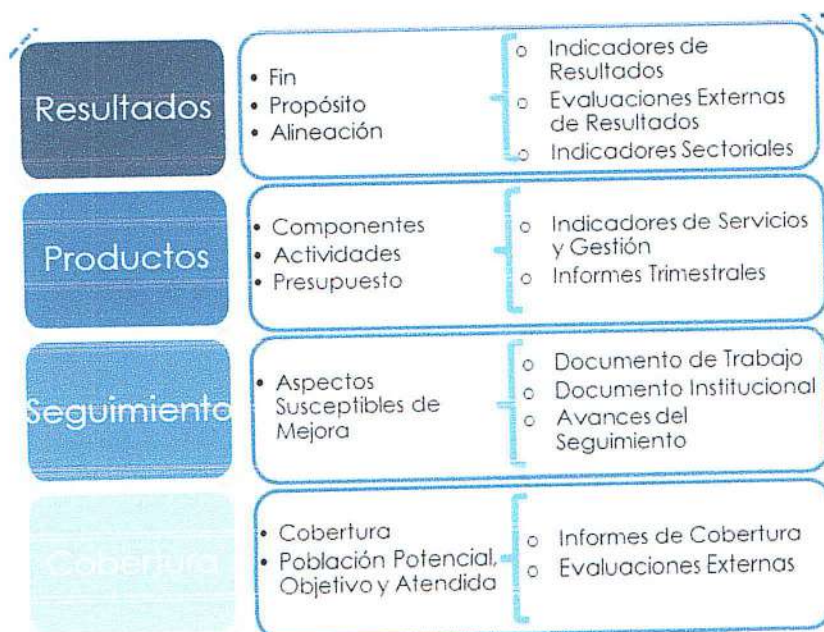 Resultados
• Fin
• Propósito
• Alineación
o Indicadores de
Resultados
o Evaluaciones Externas
de Resultados
o Indicadores Sectoriales
Productos
• Componentes
• Actividades
• Presupuesto
o Indicadores de Servicios
y Gestión
o Informes Trimestrales
Seguimiento
• Aspectos
Susceptibles de
Mejora
o Documento de Trabajo
o Documento Institucional
o Avances del
Seguimiento
Cobertura
• Cobertura
• Población Potencial,
Objetivo y Atendida
o Informes de Cobertura
o Evaluaciones Externas